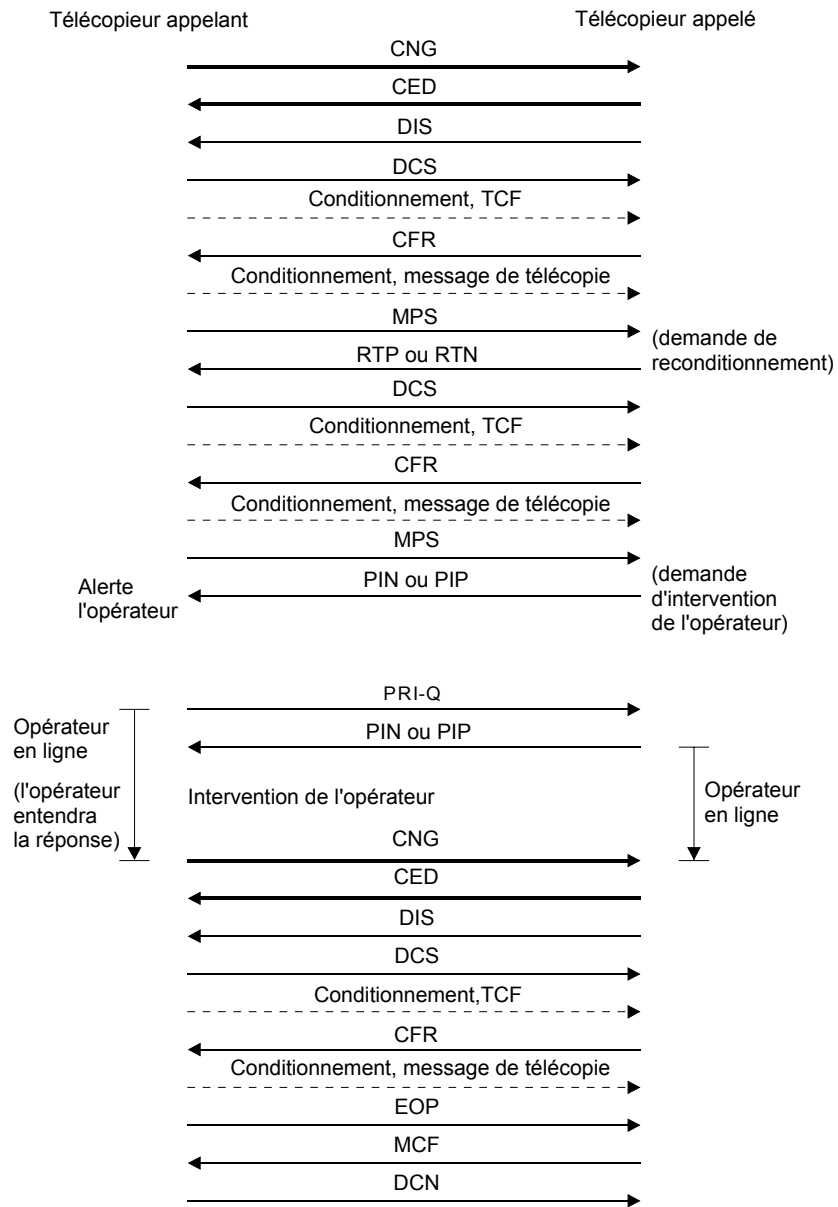 Télécopieur appelant
Télécopieur appelé
CNG
CED
DIS
DCS
Conditionnement, TCF
CFR
Conditionnement, message de télécopie
MPS
(demande de
reconditionnement)
RTP ou RTN
DCS
Conditionnement, TCF
CFR
Conditionnement, message de télécopie
MPS
Alerte
l'opérateur
PIN ou PIP
(demande
d'intervention
de l'opérateur)
PRI-Q
Opérateur
en ligne
(l'opérateur
entendra
la réponse)
PIN ou PIP
Intervention de l'opérateur
Opérateur
en ligne
CNG
CED
DIS
DCS
Conditionnement,TCF
CFR
Conditionnement, message de télécopie
EOP
MCF
DCN